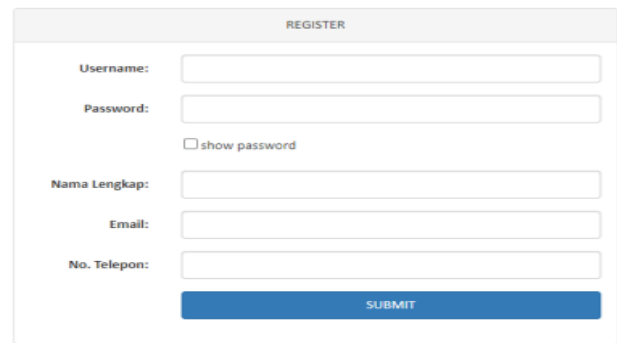 REGISTER
Username:
Password:
show password
Nama Lengkap:
Email:
No. Telepon:
SUBMIT